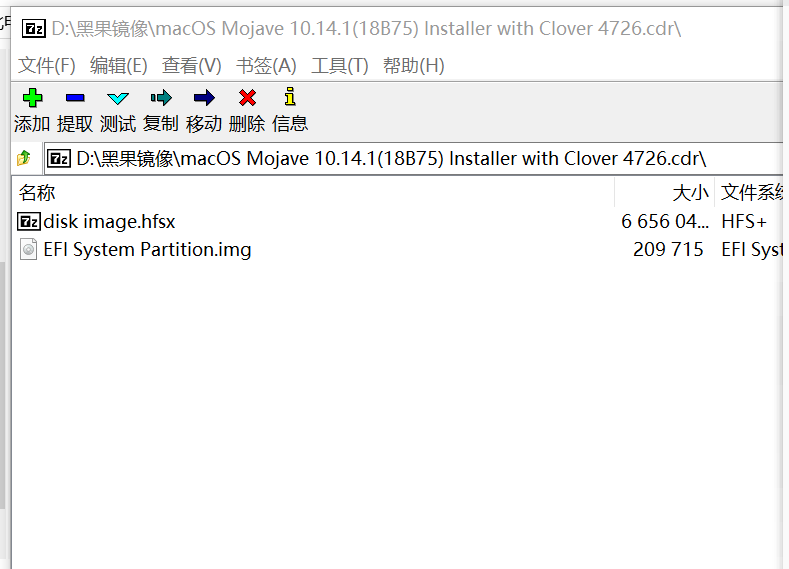 D:\黑果镜像\macOS Mojave 10.14.1(18B75) Installer with Clover 4726.cdr\
文件(F) 编辑(E) 查看(V) 书签(A) 工具(T) 帮助(H)
添加 提取 测试 复制 移动 删除 信息
D:\黑果镜像\macOS Mojave 10.14.1(18B75) Installer with Clover 4726.cdr\
名称 大小 文件系统
disk image.hfsx 6 656 04... HFS+
EFI System Partition.img 209 715 EFI Syst